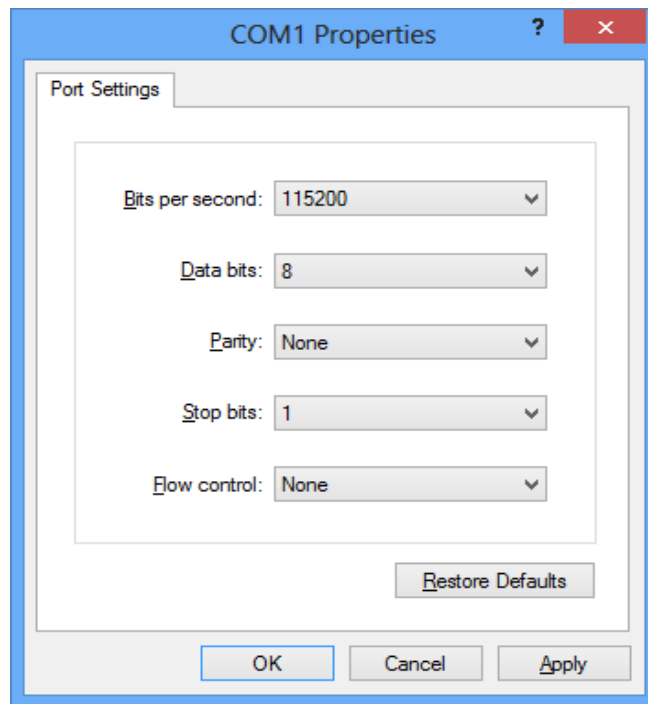 COM1 Properties ?
Port Settings
Bits per second: 115200
Data bits: 8
Parity: None
Stop bits: 1
Flow control: None
Restore Defaults
OK Cancel Apply